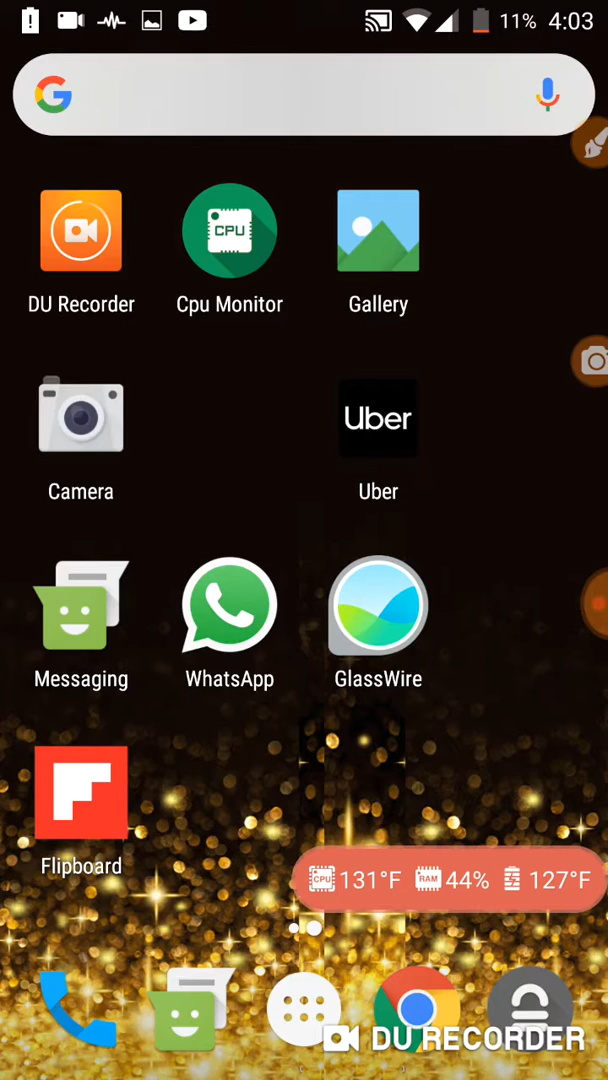 11% 4:03
DU Recorder Cpu Monitor Gallery
CPU
Camera Uber Uber
Messaging WhatsApp GlassWire
Flipboard
CPU 131°F RAM 44% 127°F
DU RECORDER